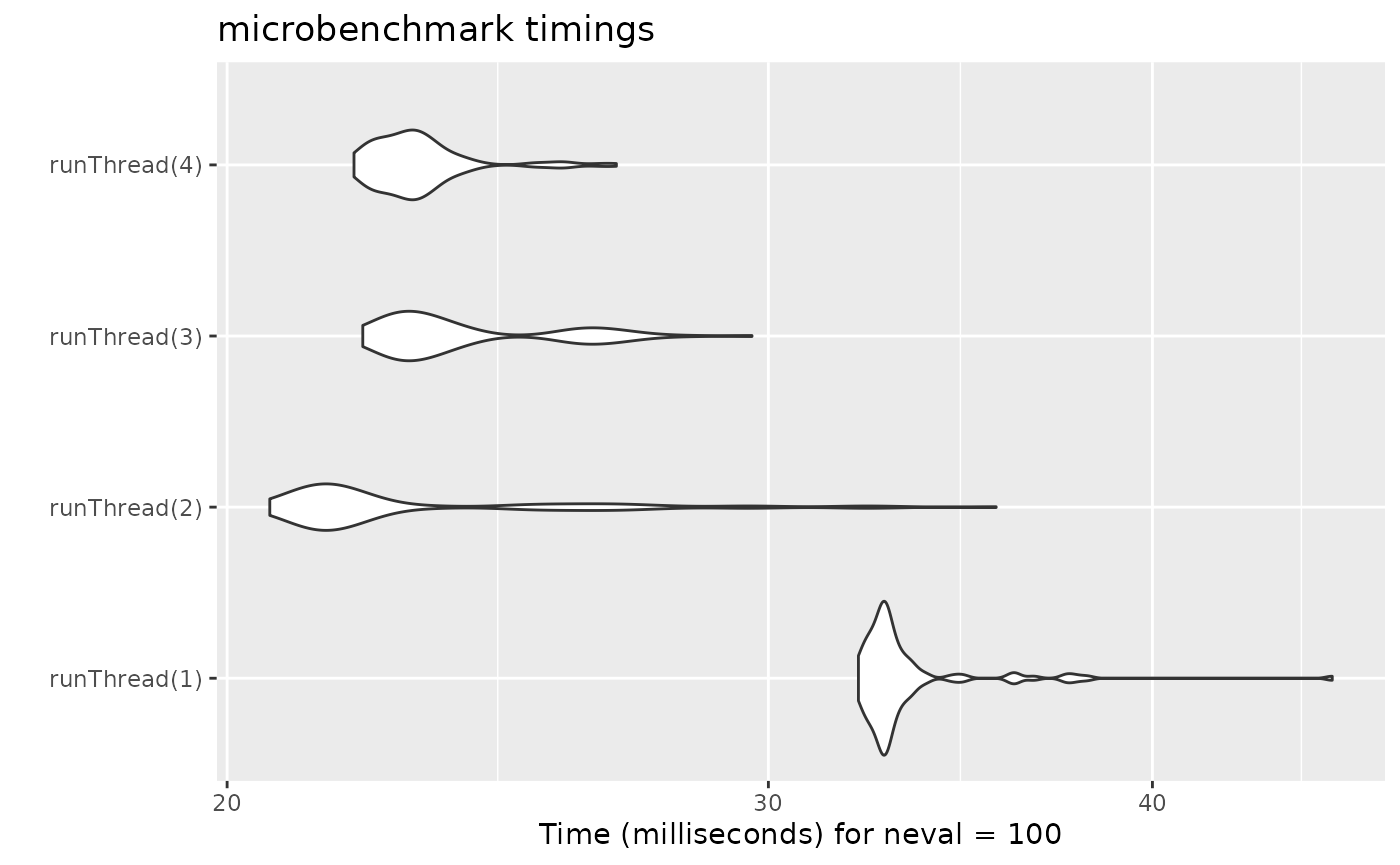 microbenchmark timings
runThread(4)
runThread(3)
runThread(2)
runThread(1)
20 30 40
Time (milliseconds) for neval = 100